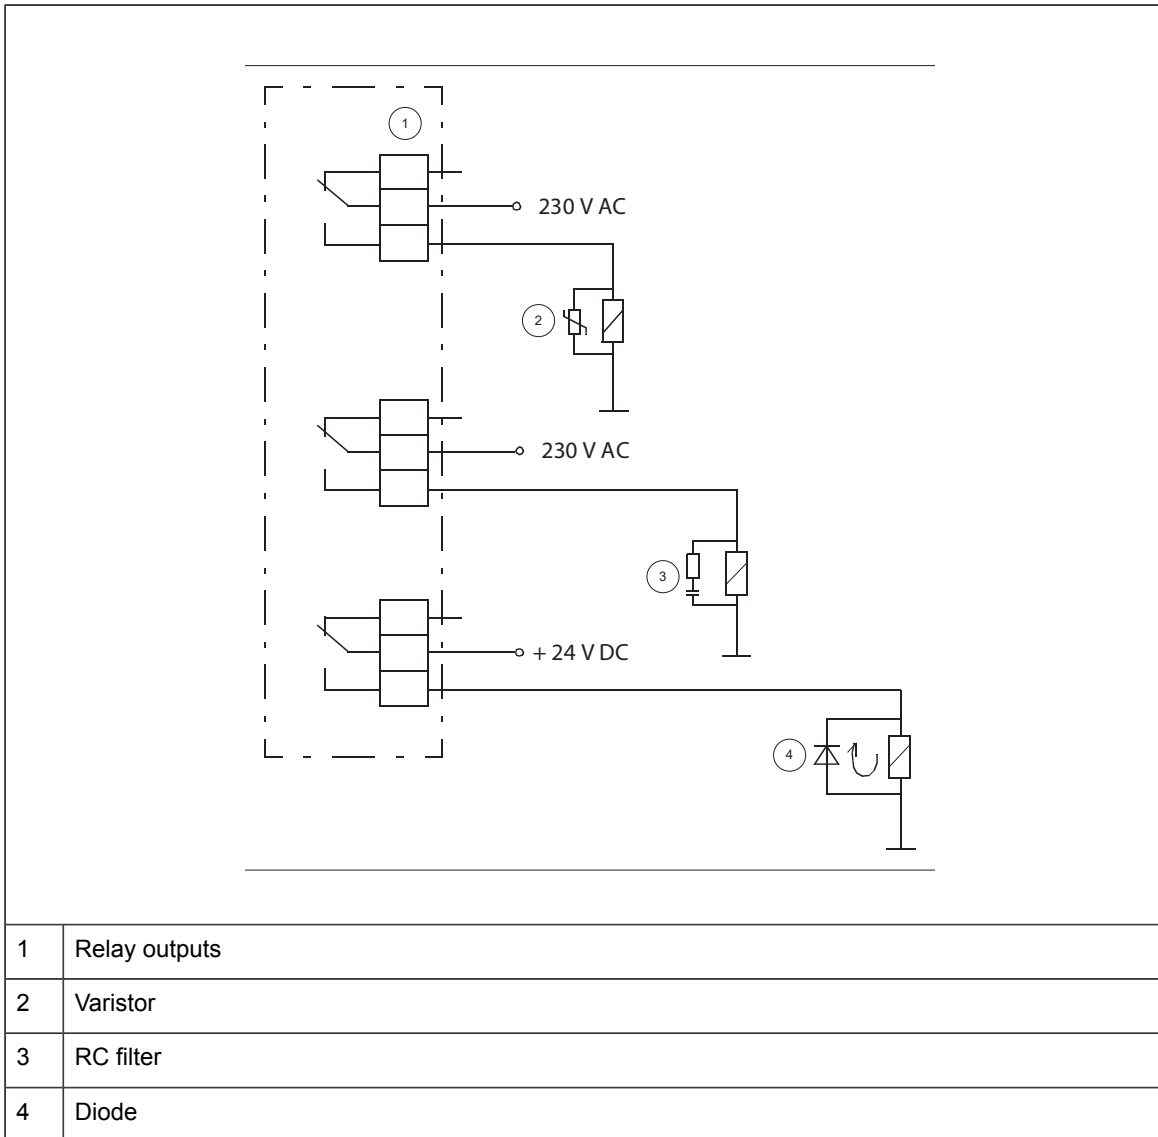 1
230 V AC
2
230 V AC
3
+ 24 V DC
4
1 Relay outputs
2 Varistor
3 RC filter
4 Diode